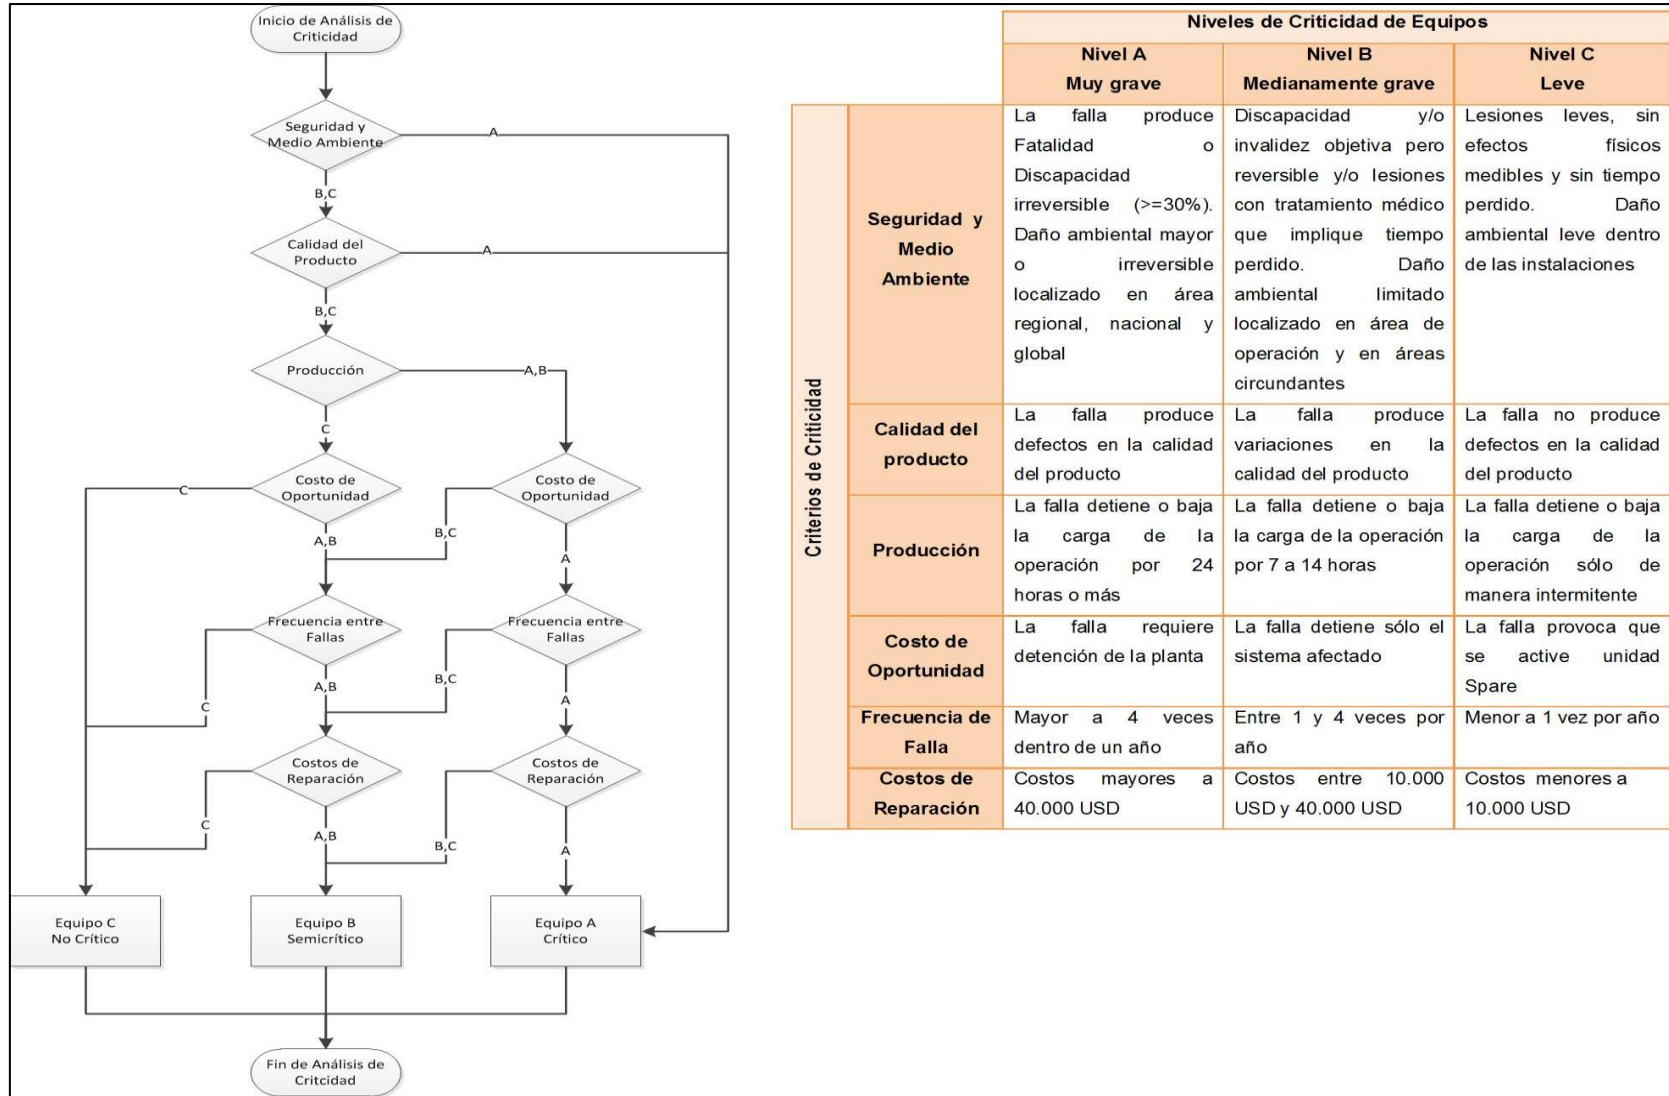 Inicio de Análisis de
Criticidad
Seguridad y
Medio Ambiente
A
B,C
Calidad del
Producto
A
B,C
Producción
A,B
C
Costo de
Oportunidad
Costo de
Oportunidad
C
A,B
B,C
A
Frecuencia entre
Fallas
Frecuencia entre
Fallas
C
A,B
B,C
A
Costos de
Reparación
Costos de
Reparación
C
A,B
B,C
A
Equipo C
No Crítico
Equipo B
Semicrítico
Equipo A
Crítico
Fin de Análisis de
Critcidad
Niveles de Criticidad de Equipos
Nivel A
Muy grave
Nivel B
Medianamente grave
Nivel C
Leve
Criterios de Criticidad
Seguridad y
Medio
Ambiente
La falla produce
Fatalidad o
Discapacidad
irreversible (>=30%).
Daño ambiental mayor
o irreversible
localizado en área
regional, nacional y
global
Discapacidad y/o
invalidez objetiva pero
reversible y/o lesiones
con tratamiento médico
que implique tiempo
perdido. Daño
ambiental limitado
localizado en área de
operación y en áreas
circundantes
Lesiones leves, sin
efectos físicos
medibles y sin tiempo
perdido. Daño
ambiental leve dentro
de las instalaciones
Calidad del
producto
La falla produce
defectos en la calidad
del producto
La falla produce
variaciones en la
calidad del producto
La falla no produce
defectos en la calidad
del producto
Producción
La falla detiene o baja
la carga de la
operación por 24
horas o más
La falla detiene o baja
la carga de la operación
por 7 a 14 horas
La falla detiene o baja
la carga de la
operación sólo de
manera intermitente
Costo de
Oportunidad
La falla requiere
detención de la planta
La falla detiene sólo el
sistema afectado
La falla provoca que
se active unidad
Spare
Frecuencia de
Falla
Mayor a 4 veces
dentro de un año
Entre 1 y 4 veces por
año
Menor a 1 vez por año
Costos de
Reparación
Costos mayores a
40.000 USD
Costos entre 10.000
USD y 40.000 USD
Costos menores a
10.000 USD